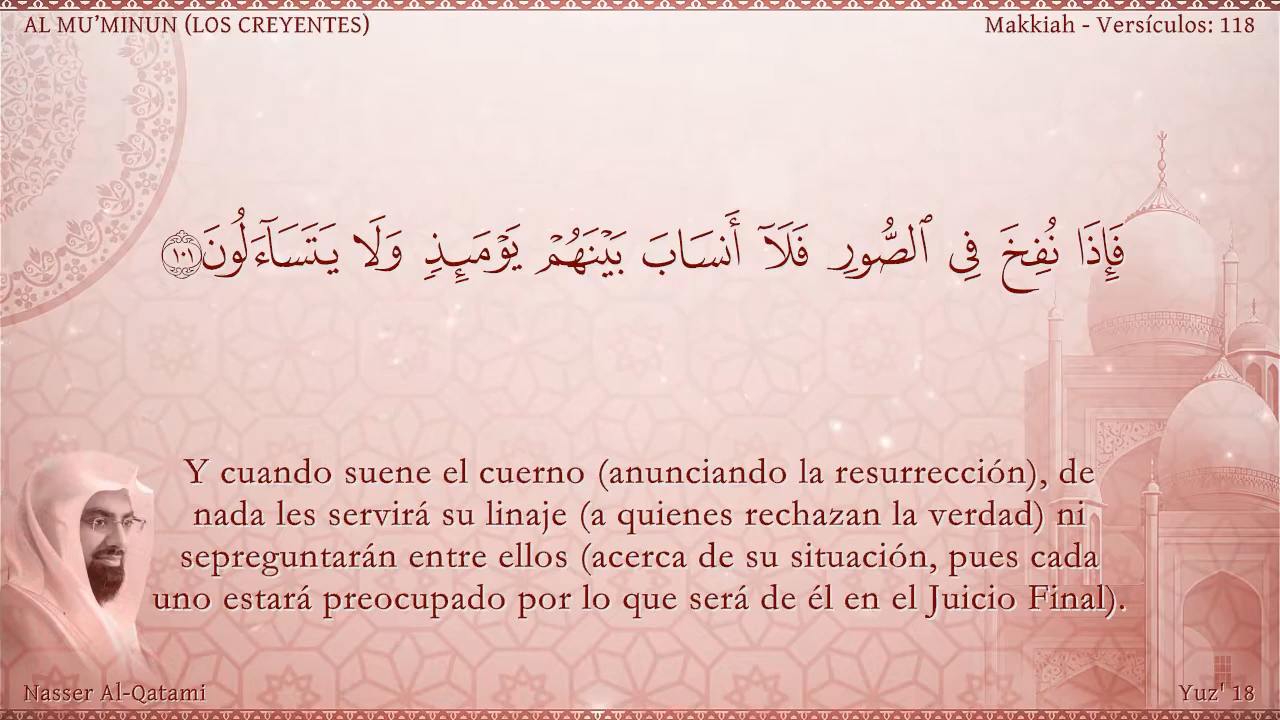 AL MU’MINUN (LOS CREYENTES)
Makkiah - Versículos: 118
فَإِذَا نُفِخَ فِى ٱلصُّورِ فَلَآ أَنسَابَ بَيْنَهُمْ يَوْمَئِذٍ وَلَا يَتَسَآءَلُونَ ١٠١
Y cuando suene el cuerno (anunciando la resurrección), de
nada les servirá su linaje (a quienes rechazan la verdad) ni
sepreguntarán entre ellos (acerca de su situación, pues cada
uno estará preocupado por lo que será de él en el Juicio Final).
Nasser Al-Qatami
Yuz' 18